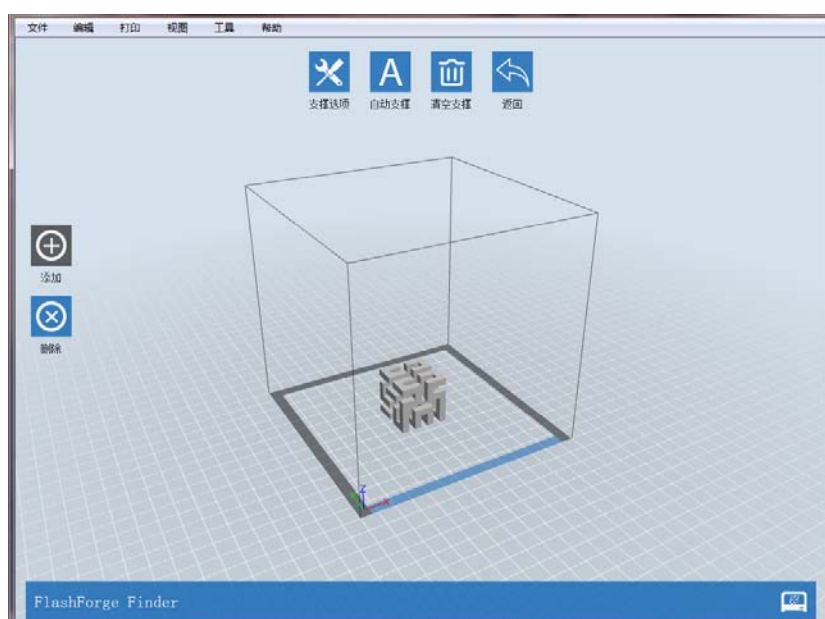 文件 编辑 打印 视图 工具 帮助
A
支撑选项 自动支撑 清空支撑 返回
添加
删除
Z
X
FlashForge Finder